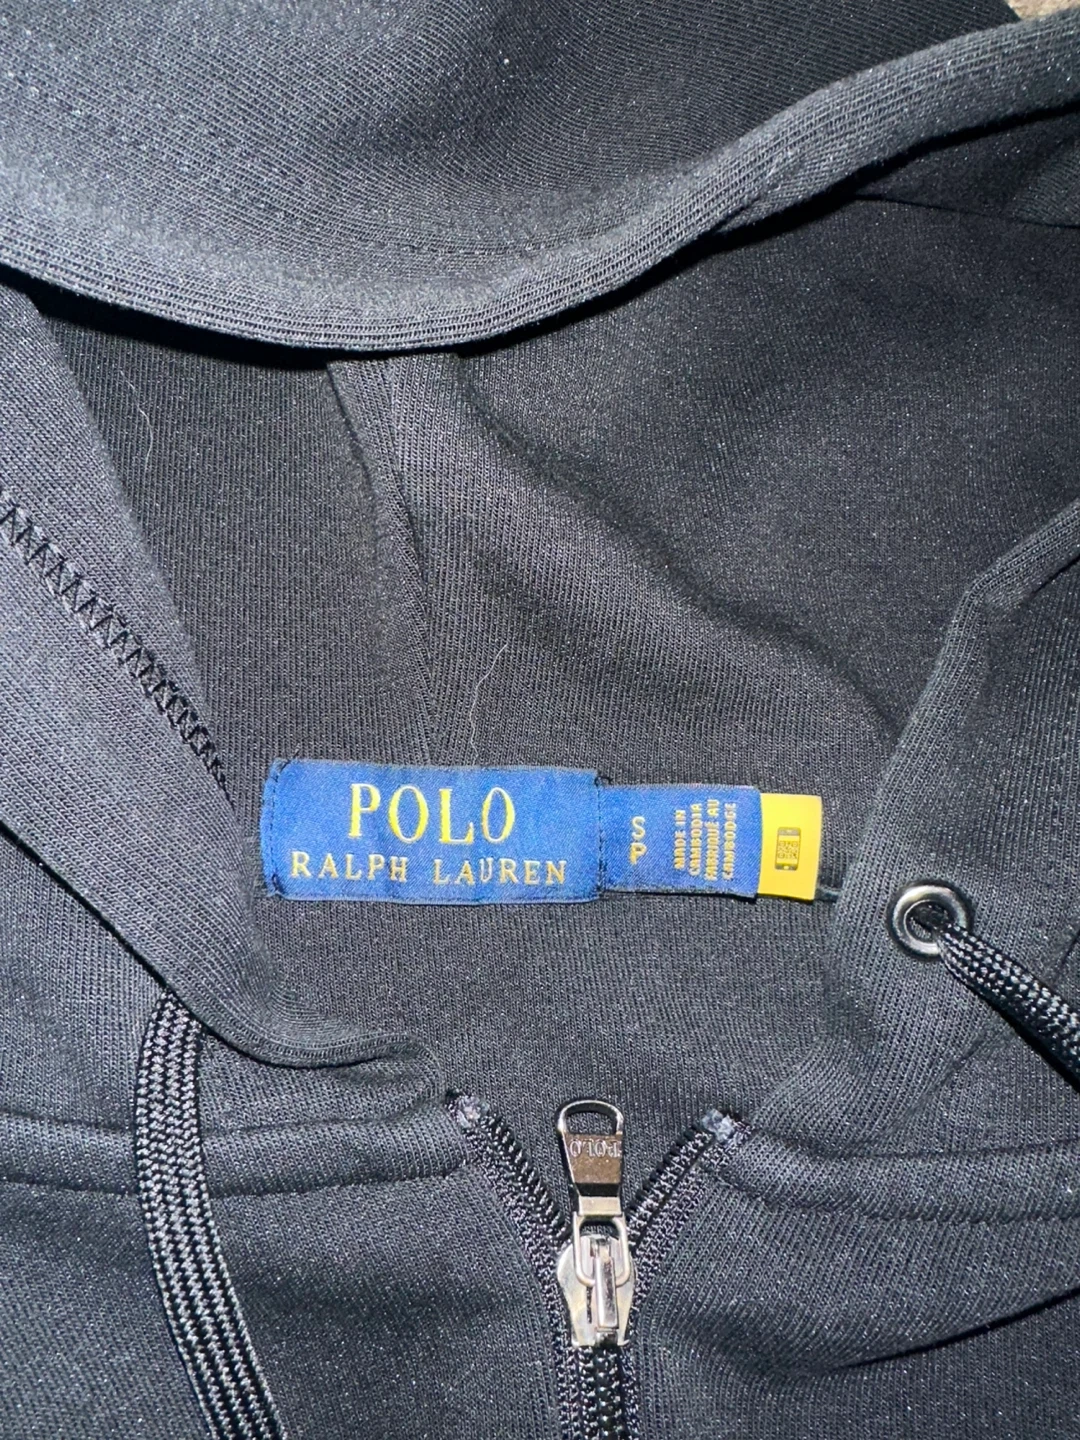 POLO
RALPH LAUREN
S
P
MADE IN
CAMBODIA
FABRIQUÉ AU
CAMBODGE
POLO